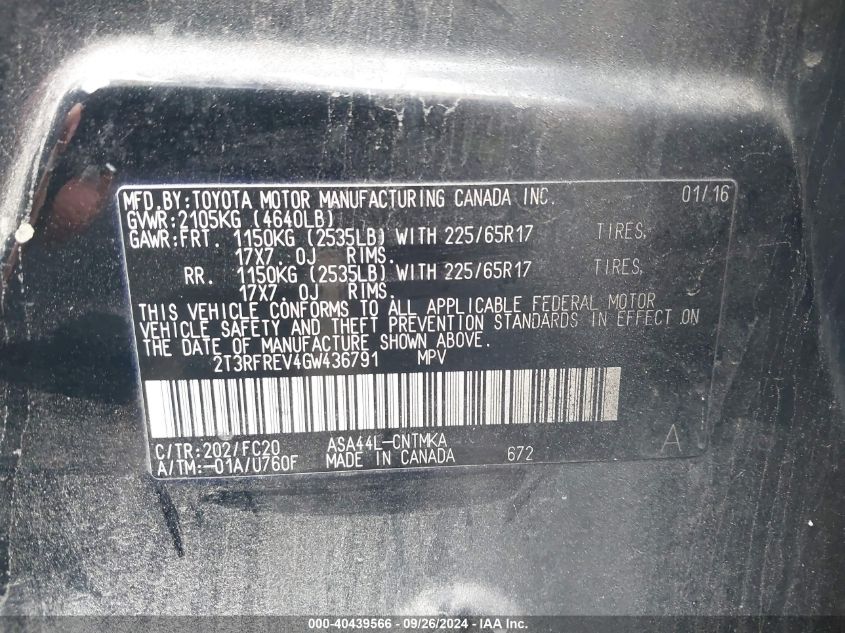 MFD.BY:TOYOTA MOTOR MANUFACTURING CANADA INC. 01/16
GVWR:2105KG (4640LB)
GAWR:FRT. 1150KG (2535LB) WITH 225/65R17 TIRES,
17X7.0J RIMS.
RR. 1150KG (2535LB) WITH 225/65R17 TIRES,
17X7.0J RIMS.
THIS VEHICLE CONFORMS TO ALL APPLICABLE FEDERAL MOTOR
VEHICLE SAFETY AND THEFT PREVENTION STANDARDS IN EFFECT ON
THE DATE OF MANUFACTURE SHOWN ABOVE.
2T3RFREV4GW436791 MPV
C/TR:202/FC20 ASA44L-CNTMKA A
A/TM:-01A/U760F MADE IN CANADA 672
000-40439566 - 09/26/2024 - IAA Inc.